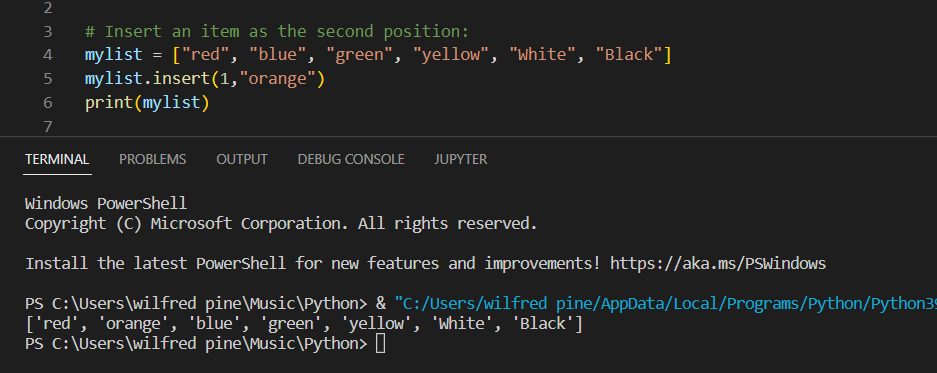 2
3 # Insert an item as the second position:
4 mylist = ["red", "blue", "green", "yellow", "White", "Black"]
5 mylist.insert(1,"orange")
6 print(mylist)
7
TERMINAL PROBLEMS OUTPUT DEBUG CONSOLE JUPYTER
Windows PowerShell
Copyright (C) Microsoft Corporation. All rights reserved.
Install the latest PowerShell for new features and improvements! https://aka.ms/PSWindows
PS C:\Users\wilfred pine\Music\Python> & "C:/Users/wilfred pine/AppData/Local/Programs/Python/Python39
['red', 'orange', 'blue', 'green', 'yellow', 'White', 'Black']
PS C:\Users\wilfred pine\Music\Python>